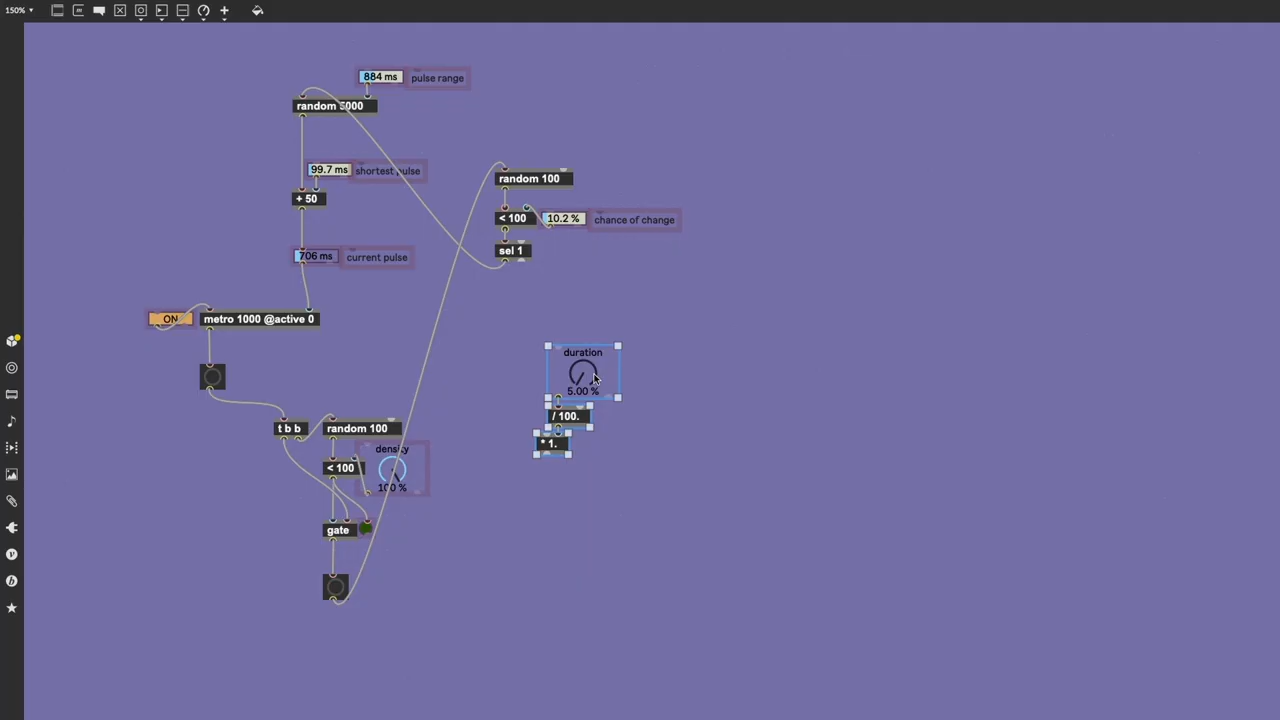 150%
884 ms pulse range
random 5000
99.7 ms shortest pulse
+ 50
706 ms current pulse
ON metro 1000 @active 0
random 100
< 100 10.2 % chance of change
sel 1
duration
5.00 %
/ 100.
* 1.
t b b random 100
density
< 100
100 %
gate